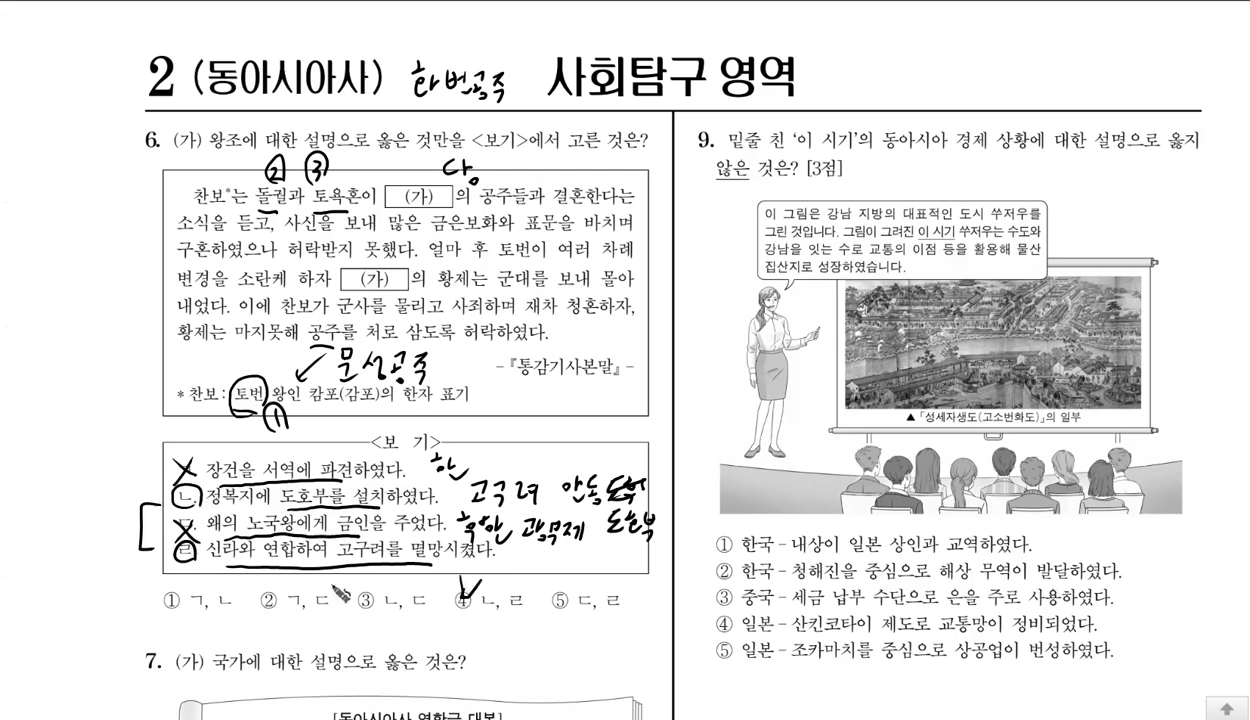 2 (동아시아사) 한번공주 사회탐구 영역
6. (가) 왕조에 대한 설명으로 옳은 것만을 <보기>에서 고른 것은?
② ③ 당
찬보*는 돌궐과 토욕혼이 (가) 의 공주들과 결혼한다는
소식을 듣고, 사신을 보내 많은 금은보화와 표문을 바치며
구혼하였으나 허락받지 못했다. 얼마 후 토번이 여러 차례
변경을 소란케 하자 (가) 의 황제는 군대를 보내 몰아
내었다. 이에 찬보가 군사를 물리고 사죄하며 재차 청혼하자,
황제는 마지못해 공주를 처로 삼도록 허락하였다.
문성공주
-『통감기사본말』-
* 찬보 : 토번 왕인 캄포(감포)의 한자 표기
①
<보 기>
장건을 서역에 파견하였다. 한
ㄴ. 정복지에 도호부를 설치하였다. 고구려 안동
왜의 노국왕에게 금인을 주었다. 후한 광무제 도호부
ㄹ 신라와 연합하여 고구려를 멸망시켰다.
① ㄱ, ㄴ ② ㄱ, ㄷ ③ ㄴ, ㄷ ④ ㄴ, ㄹ ⑤ ㄷ, ㄹ
7. (가) 국가에 대한 설명으로 옳은 것은?
[동아시아사 역할극 대본]
9. 밑줄 친 ‘이 시기’의 동아시아 경제 상황에 대한 설명으로 옳지
않은 것은? [3점]
이 그림은 강남 지방의 대표적인 도시 쑤저우를
그린 것입니다. 그림이 그려진 이 시기 쑤저우는 수도와
강남을 잇는 수로 교통의 이점 등을 활용해 물산
집산지로 성장하였습니다.
▲「성세자생도(고소번화도)」의 일부
① 한국 - 내상이 일본 상인과 교역하였다.
② 한국 - 청해진을 중심으로 해상 무역이 발달하였다.
③ 중국 - 세금 납부 수단으로 은을 주로 사용하였다.
④ 일본 - 산킨코타이 제도로 교통망이 정비되었다.
⑤ 일본 - 조카마치를 중심으로 상공업이 번성하였다.